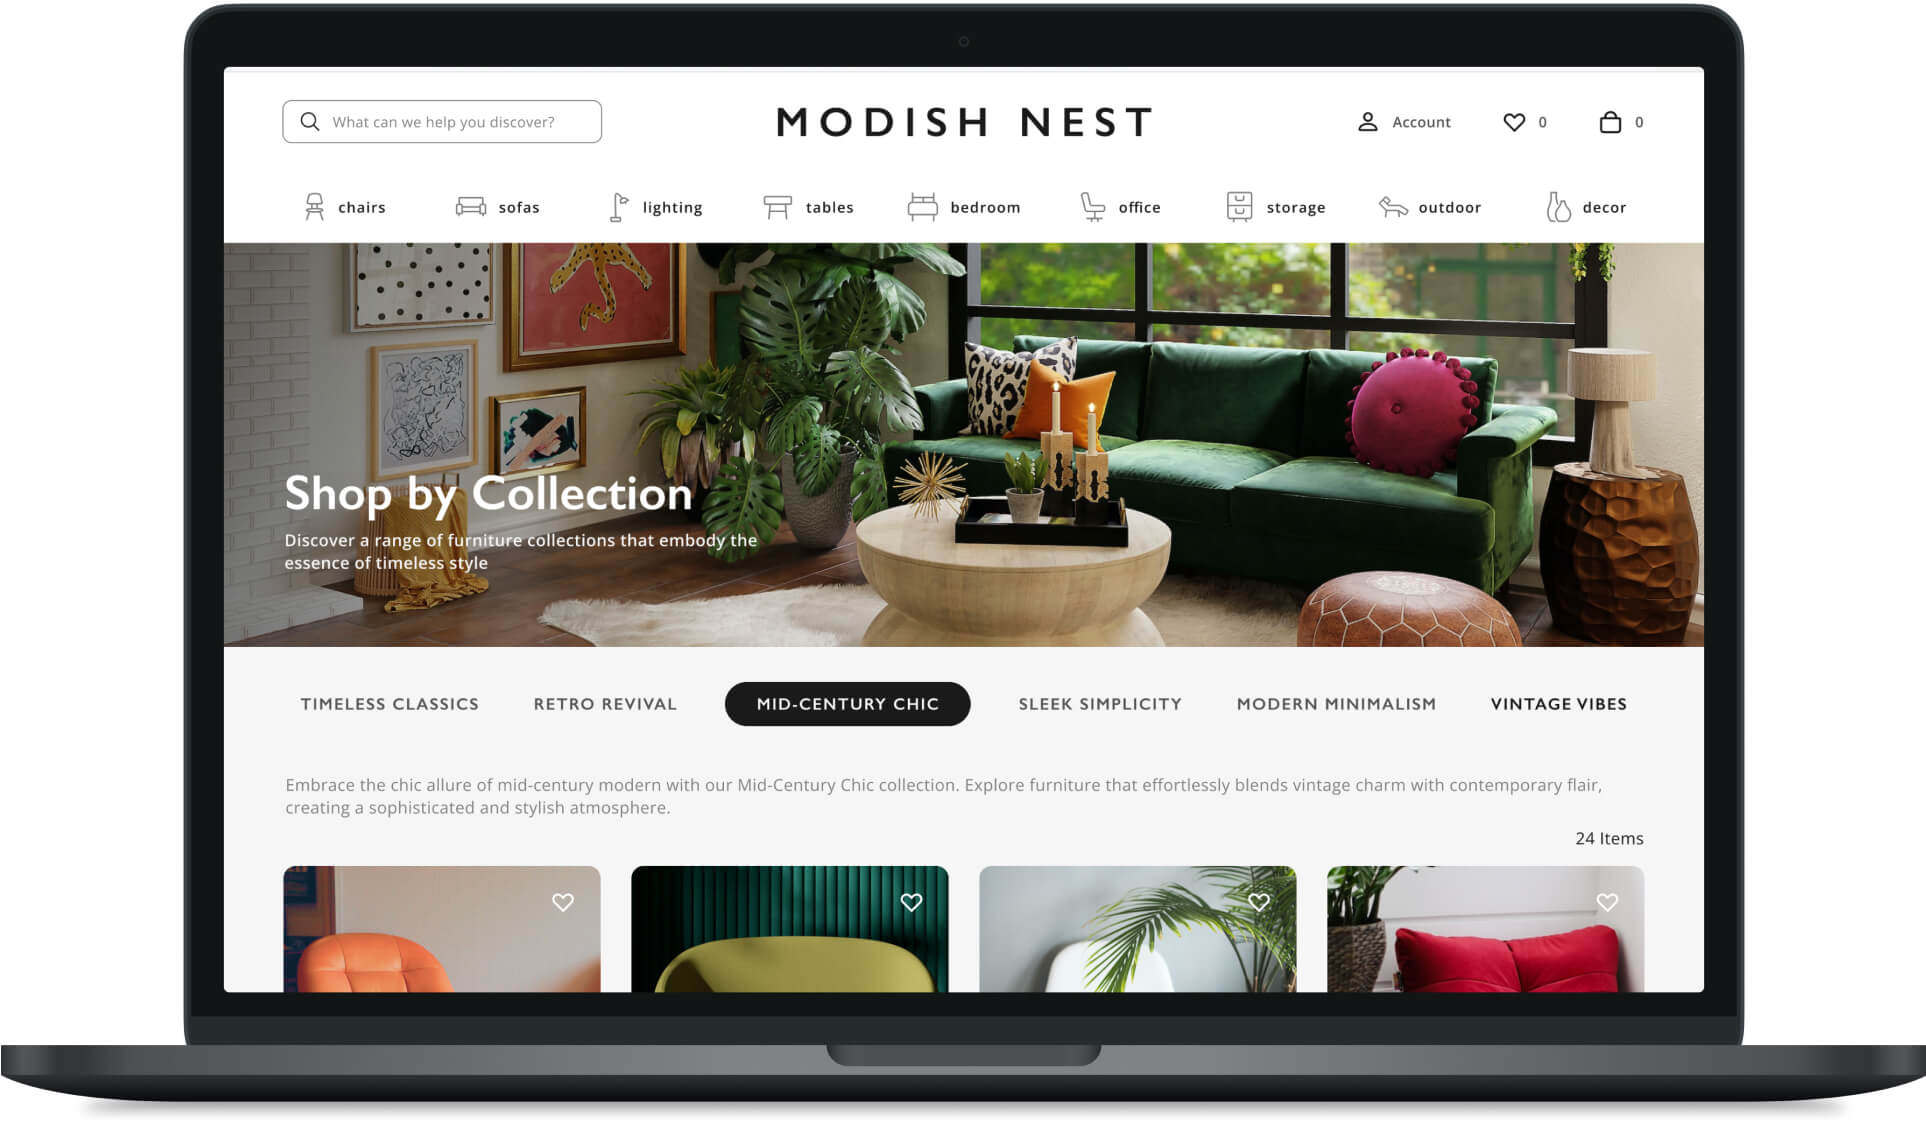 What can we help you discover?
MODISH NEST
Account
0
0
chairs
sofas
lighting
tables
bedroom
office
storage
outdoor
decor
Shop by Collection
Discover a range of furniture collections that embody the
essence of timeless style
TIMELESS CLASSICS
RETRO REVIVAL
MID-CENTURY CHIC
SLEEK SIMPLICITY
MODERN MINIMALISM
VINTAGE VIBES
Embrace the chic allure of mid-century modern with our Mid-Century Chic collection. Explore furniture that effortlessly blends vintage charm with contemporary flair,
creating a sophisticated and stylish atmosphere.
24 Items